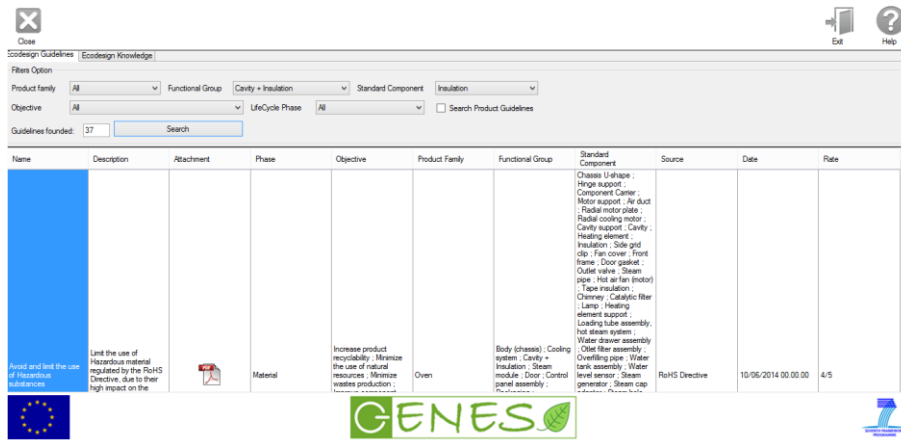 Close
Exit
Help
Ecodesign Guidelines Ecodesign Knowledge
Filters Option
Product family All Functional Group Cavity + Insulation Standard Component Insulation
Objective All LifeCycle Phase All Search Product Guidelines
Guidelines founded: 37 Search
Name Description Attachment Phase Objective Product Family Functional Group Standard Component Source Date Rate
Avoid and limit the use
of Hazardous
substances
Limit the use of
Hazardous material
regulated by the RoHS
Directive, due to their
high impact on the
Material
Increase product
recyclability ; Minimize
the use of natural
resources ; Minimize
wastes production ;
Oven
Body (chassis) ; Cooling
system ; Cavity +
Insulation ; Steam
module ; Door ; Control
panel assembly ;
Chassis U-shape ;
Hinge support ;
Component Carrier ;
Motor support ; Air duct
; Radial motor plate ;
Radial cooling motor ;
Cavity support ; Cavity ;
Heating element ;
Insulation ; Side grid
clip ; Fan cover ; Front
frame ; Door gasket ;
Outlet valve ; Steam
pipe ; Hot air fan (motor)
; Tape insulation ;
Chimney ; Catalytic filter
; Lamp ; Heating
element support ;
Loading tube assembly,
hot steam system ;
Water drawer assembly
; Otlet filter assembly ;
Overfilling pipe ; Water
tank assembly ; Water
level sensor ; Steam
generator ; Steam cap
RoHS Directive
10/06/2014 00.00.00
4/5
GENESI
7
SEVENTH FRAMEWORK
PROGRAMME